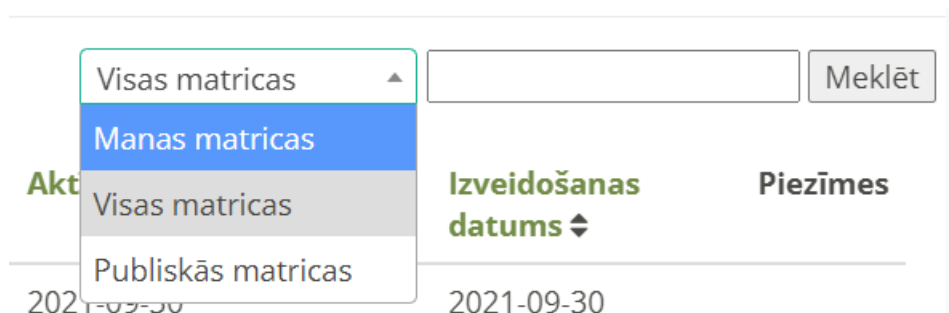 Visas matricas
Meklēt
Manas matricas
Visas matricas
Publiskās matricas
Izveidošanas
datums
Piezīmes
2021-09-30